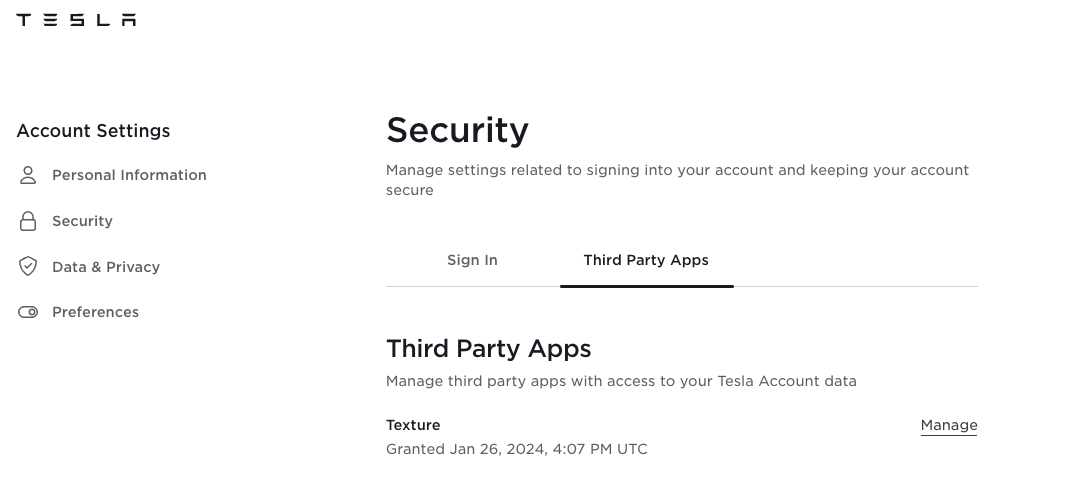 TESLA
Account Settings
Personal Information
Security
Data & Privacy
Preferences
Security
Manage settings related to signing into your account and keeping your account
secure
Sign In
Third Party Apps
Third Party Apps
Manage third party apps with access to your Tesla Account data
Texture
Manage
Granted Jan 26, 2024, 4:07 PM UTC